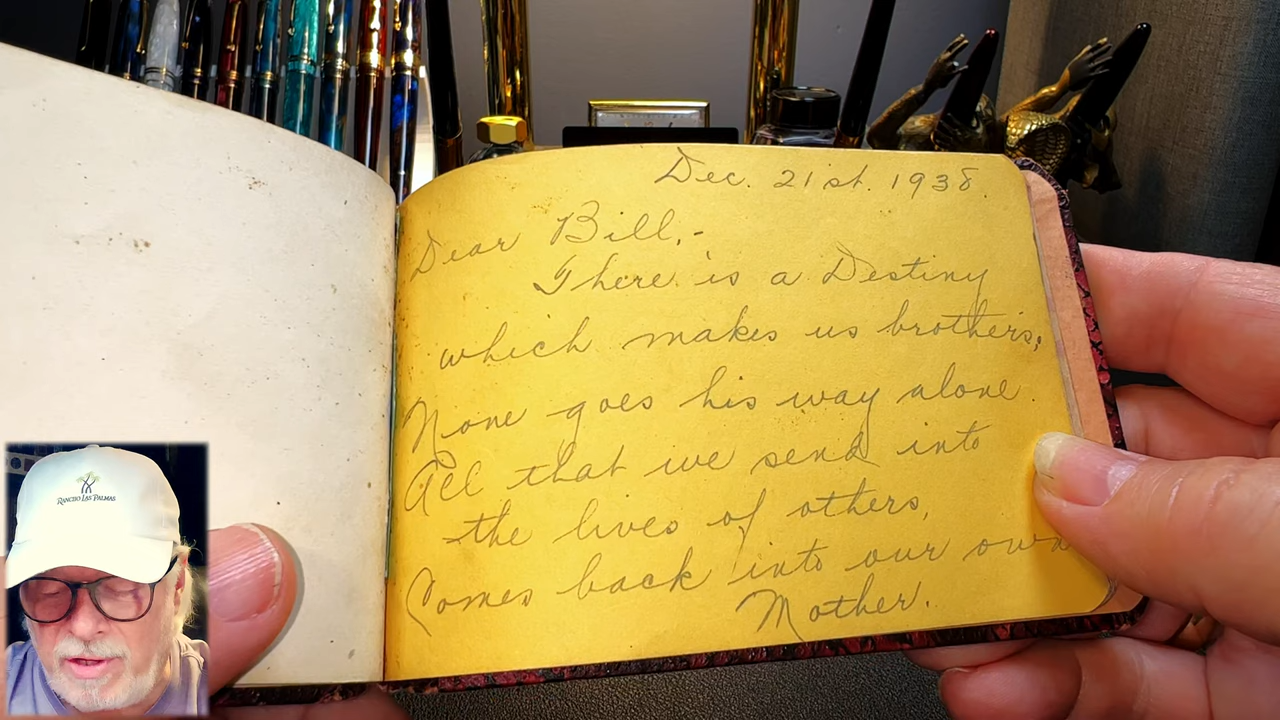 Dec. 21st. 1938.
Dear Bill,-
There is a Destiny
which makes us brothers,
None goes his way alone.
All that we send into
the lives of others,
Comes back into our own
Mother.
RANCHO LAS PALMAS